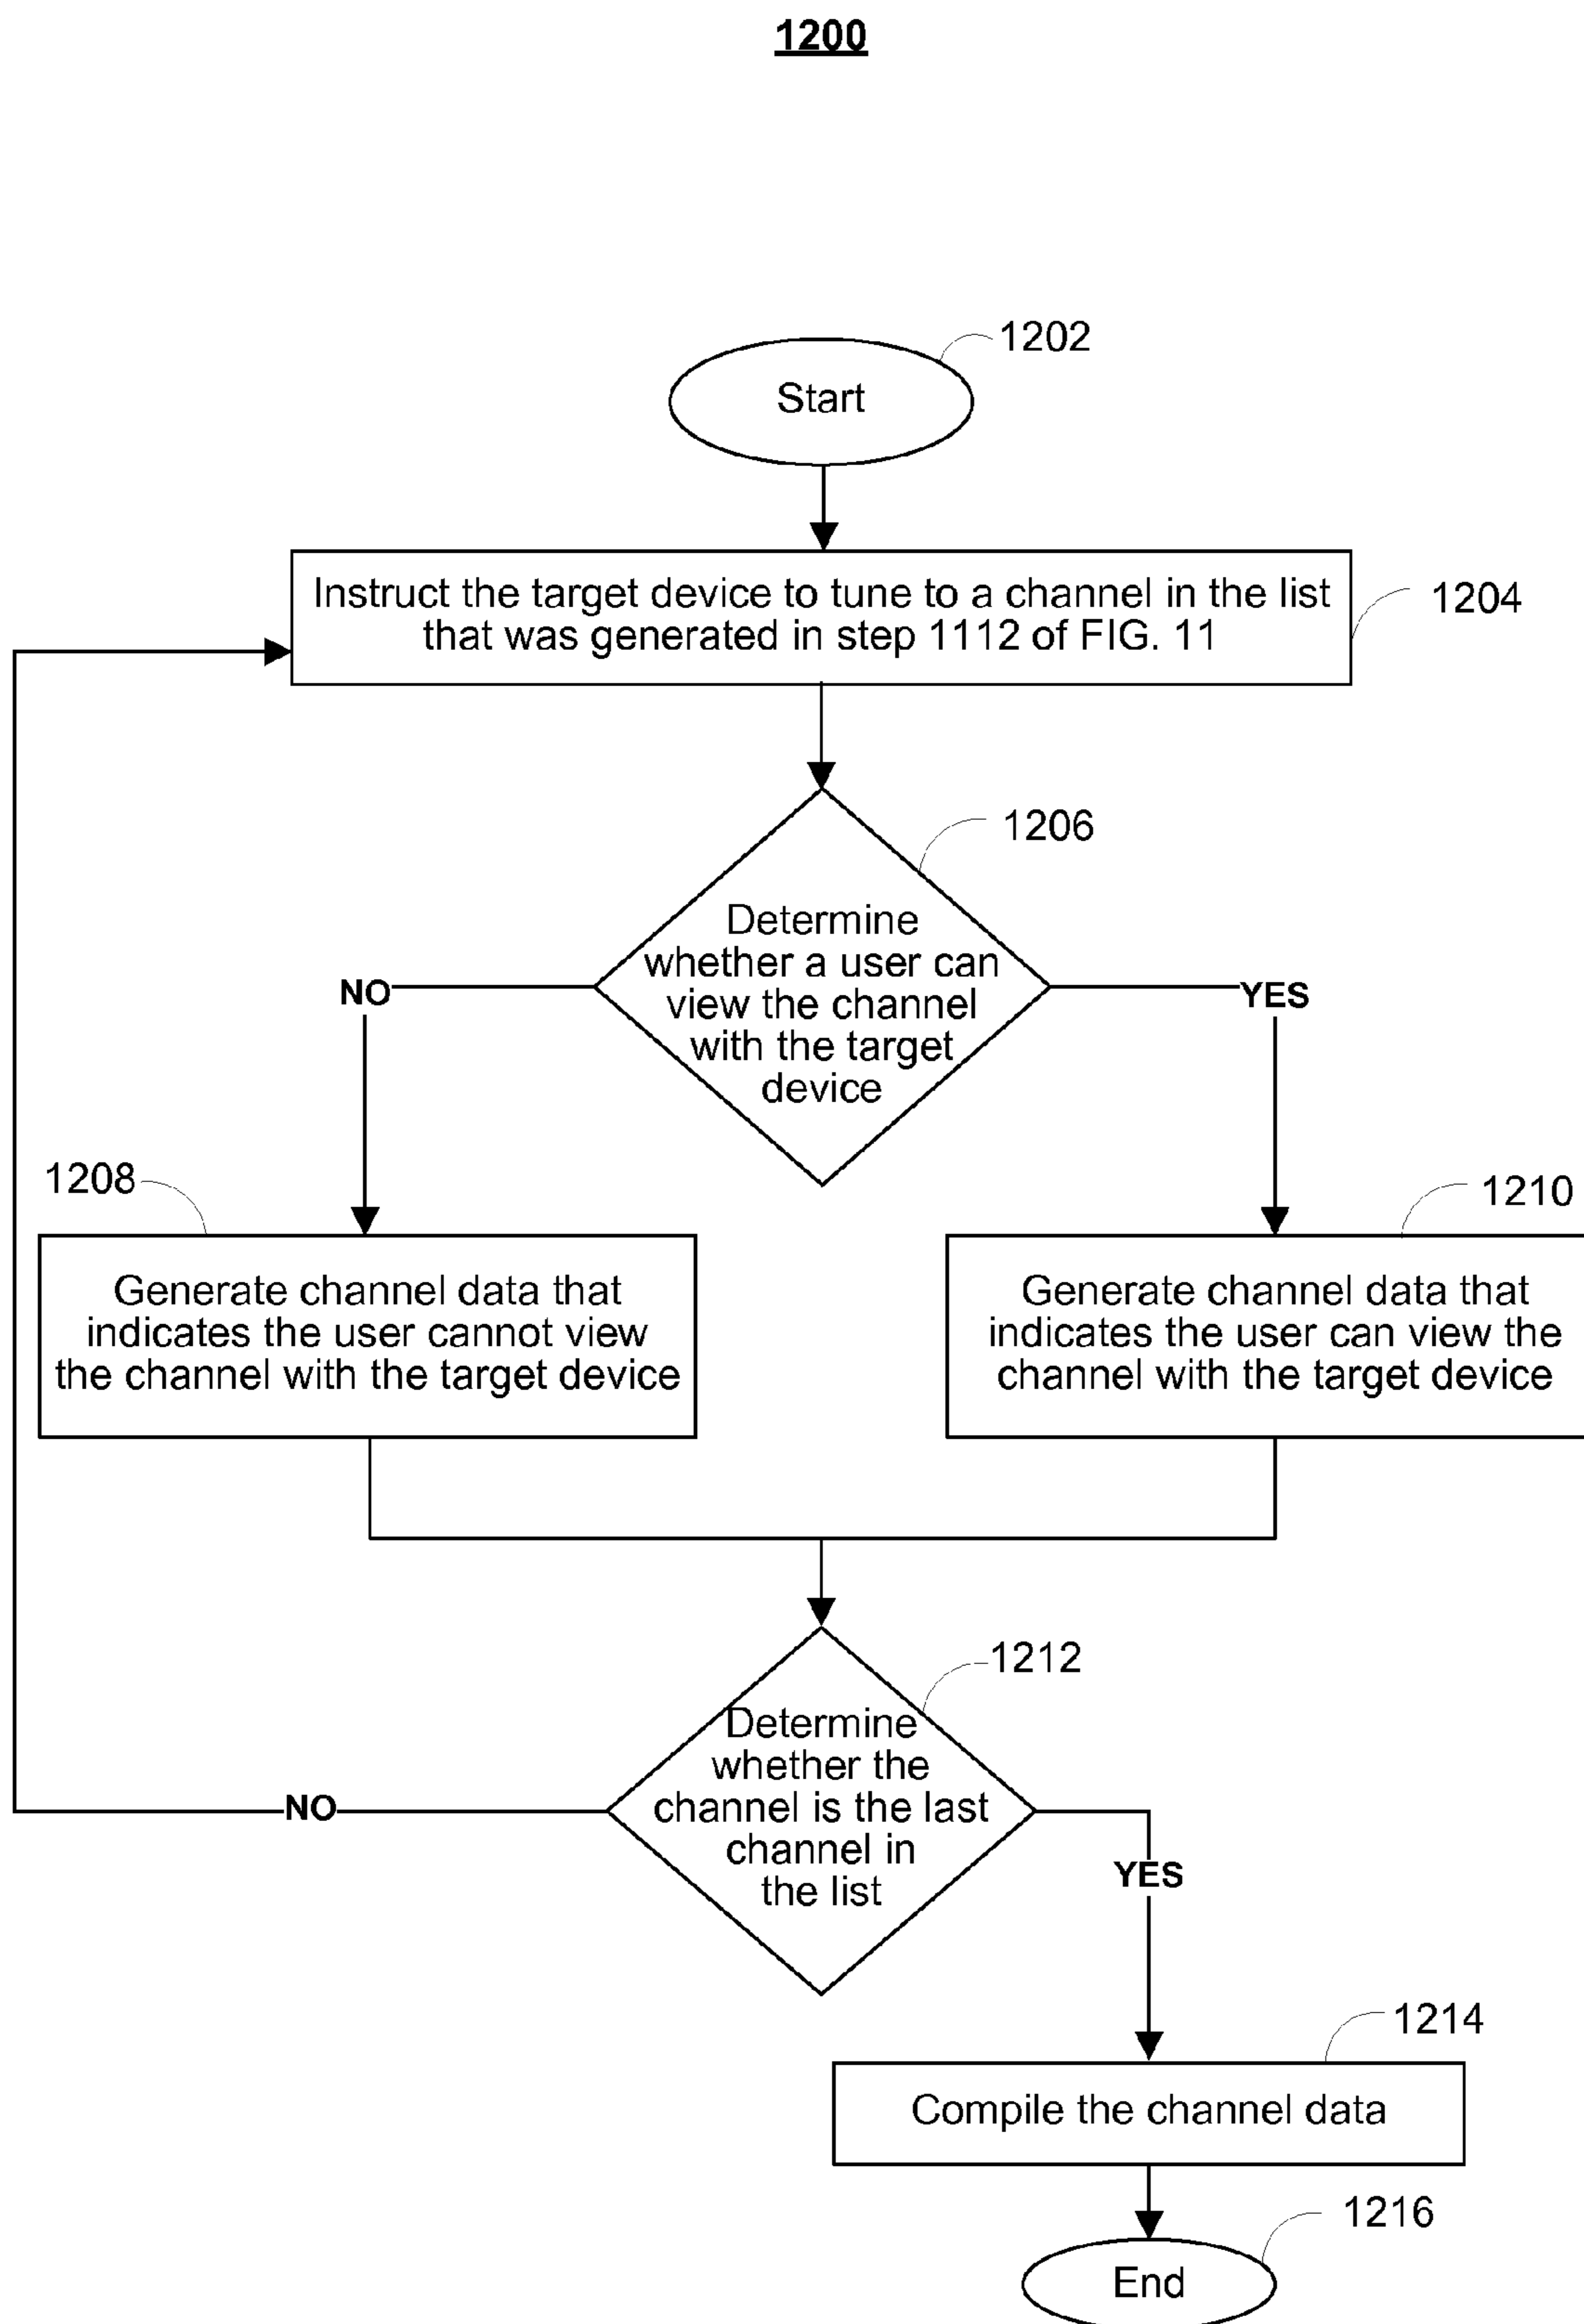 1200
1202
Start
Instruct the target device to tune to a channel in the list
that was generated in step 1112 of FIG. 11
1204
1206
Determine
whether a user can
view the channel
with the target
device
NO
YES
1208
1210
Generate channel data that
indicates the user cannot view
the channel with the target device
Generate channel data that
indicates the user can view the
channel with the target device
1212
Determine
whether the
channel is the last
channel in
the list
NO
YES
1214
Compile the channel data
1216
End